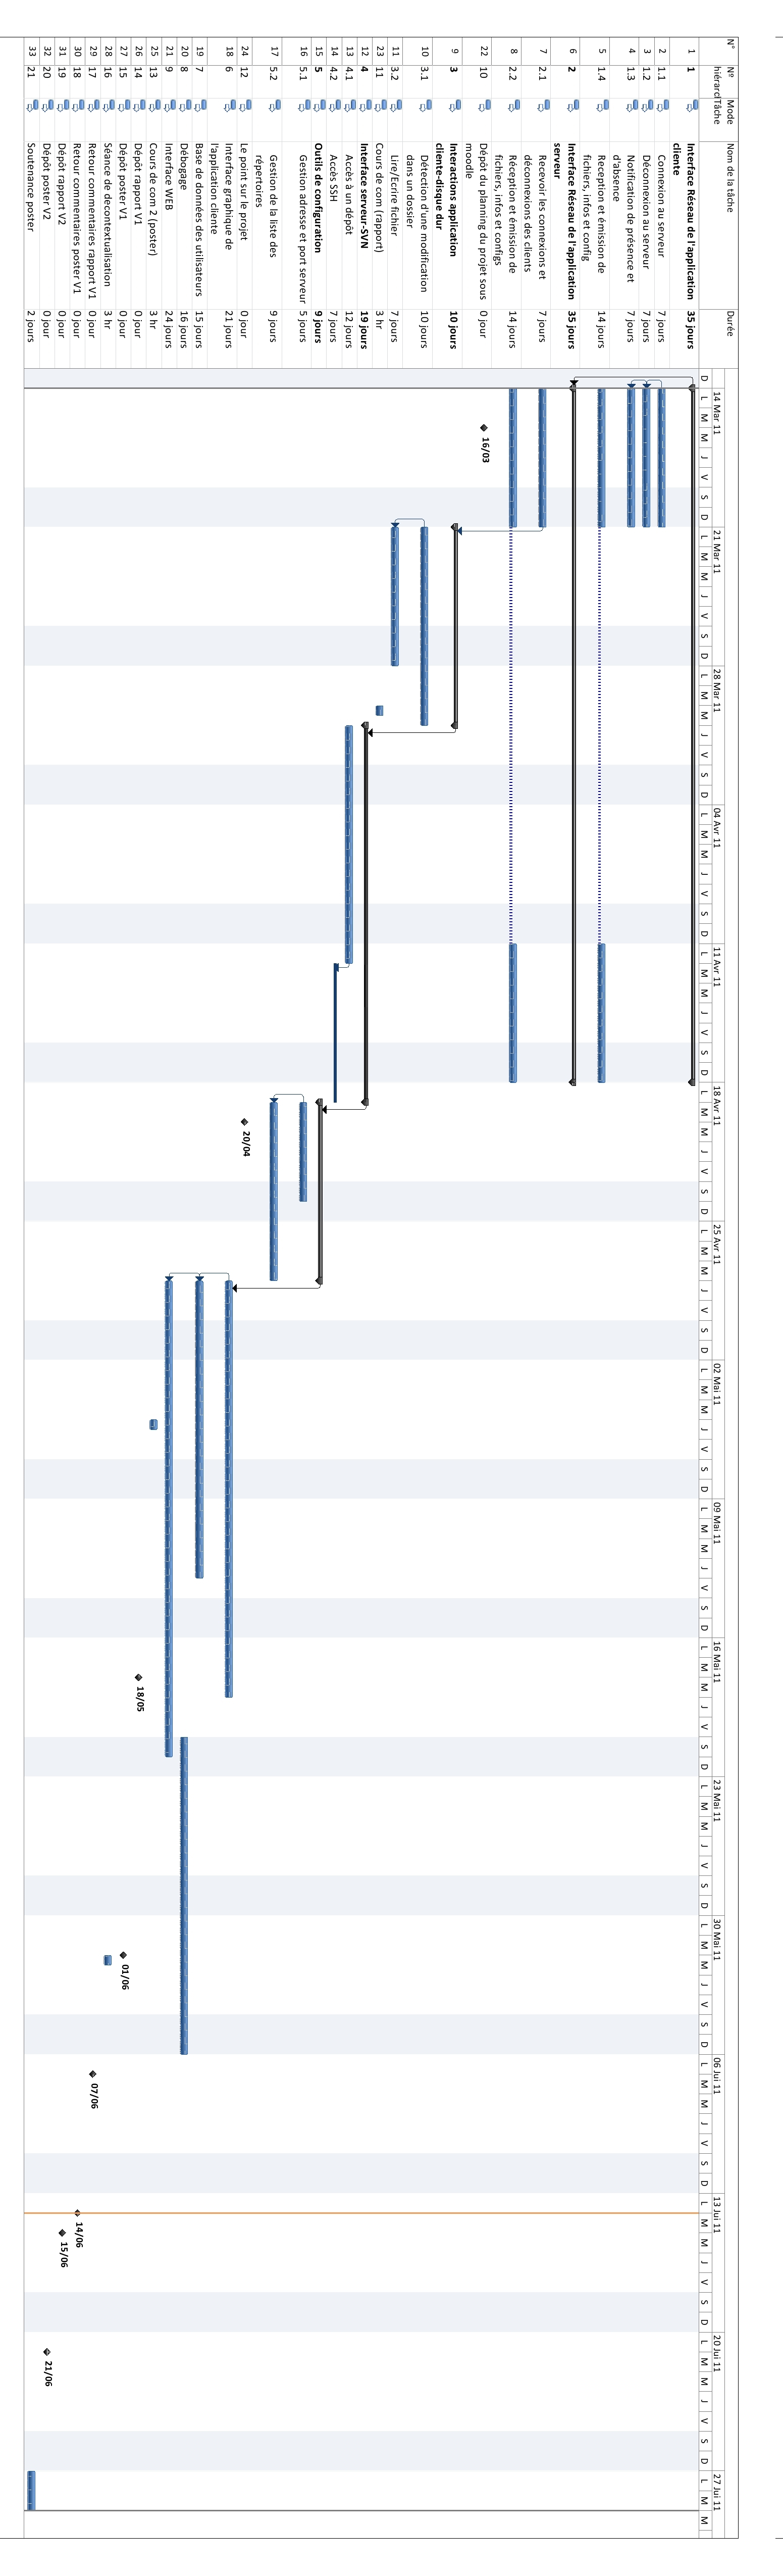 N° N° hiérarchTâche Mode Nom de la tâche Durée
14 Mar 11 21 Mar 11 28 Mar 11 04 Avr 11 11 Avr 11 18 Avr 11 25 Avr 11 02 Mai 11 09 Mai 11 16 Mai 11 23 Mai 11 30 Mai 11 06 Jui 11 13 Jui 11 20 Jui 11 27 Jui 11
D L M M J V S D L M M J V S D L M M J V S D L M M J V S D L M M J V S D L M M J V S D L M M J V S D L M M J V S D L M M J V S D L M M J V S D L M M J V S D L M M J V S D L M M J V S D L M M J V S D L M M J V S D L M M J V S D L M M
1 1 Interface Réseau de l'application 35 jours
cliente
2 1.1 Connexion au serveur 7 jours
3 1.2 Déconnexion au serveur 7 jours
4 1.3 Notification de présence et 7 jours
d'absence
5 1.4 Reception et émission de 14 jours
fichiers, infos et config
6 2 Interface Réseau de l'application 35 jours
serveur
7 2.1 Recevoir les connexions et 7 jours
déconnexions des clients
8 2.2 Réception et émission de 14 jours
fichiers, infos et configs
22 10 Dépôt du planning du projet sous 0 jour 16/03
moodle
9 3 Interactions application 10 jours
cliente-disque dur
10 3.1 Détection d'une modification 10 jours
dans un dossier
11 3.2 Lire/Ecrire fichier 7 jours
23 11 Cours de com (rapport) 3 hr
12 4 Interface serveur-SVN 19 jours
13 4.1 Accès à un dépôt 12 jours
14 4.2 Accès SSH 7 jours
15 5 Outils de configuration 9 jours
16 5.1 Gestion adresse et port serveur 5 jours
17 5.2 Gestion de la liste des 9 jours
répertoires
24 12 Le point sur le projet 0 jour 20/04
18 6 Interface graphique de 21 jours
l'application cliente
19 7 Base de données des utilisateurs 15 jours
20 8 Débogage 16 jours
21 9 Interface WEB 24 jours
25 13 Cours de com 2 (poster) 3 hr
26 14 Dépôt rapport V1 0 jour 18/05
27 15 Dépôt poster V1 0 jour 01/06
28 16 Séance de décontextualisation 3 hr
29 17 Retour commentaires rapport V1 0 jour 07/06
30 18 Retour commentaires poster V1 0 jour 14/06
31 19 Dépôt rapport V2 0 jour 15/06
32 20 Dépôt poster V2 0 jour 21/06
33 21 Soutenance poster 2 jours